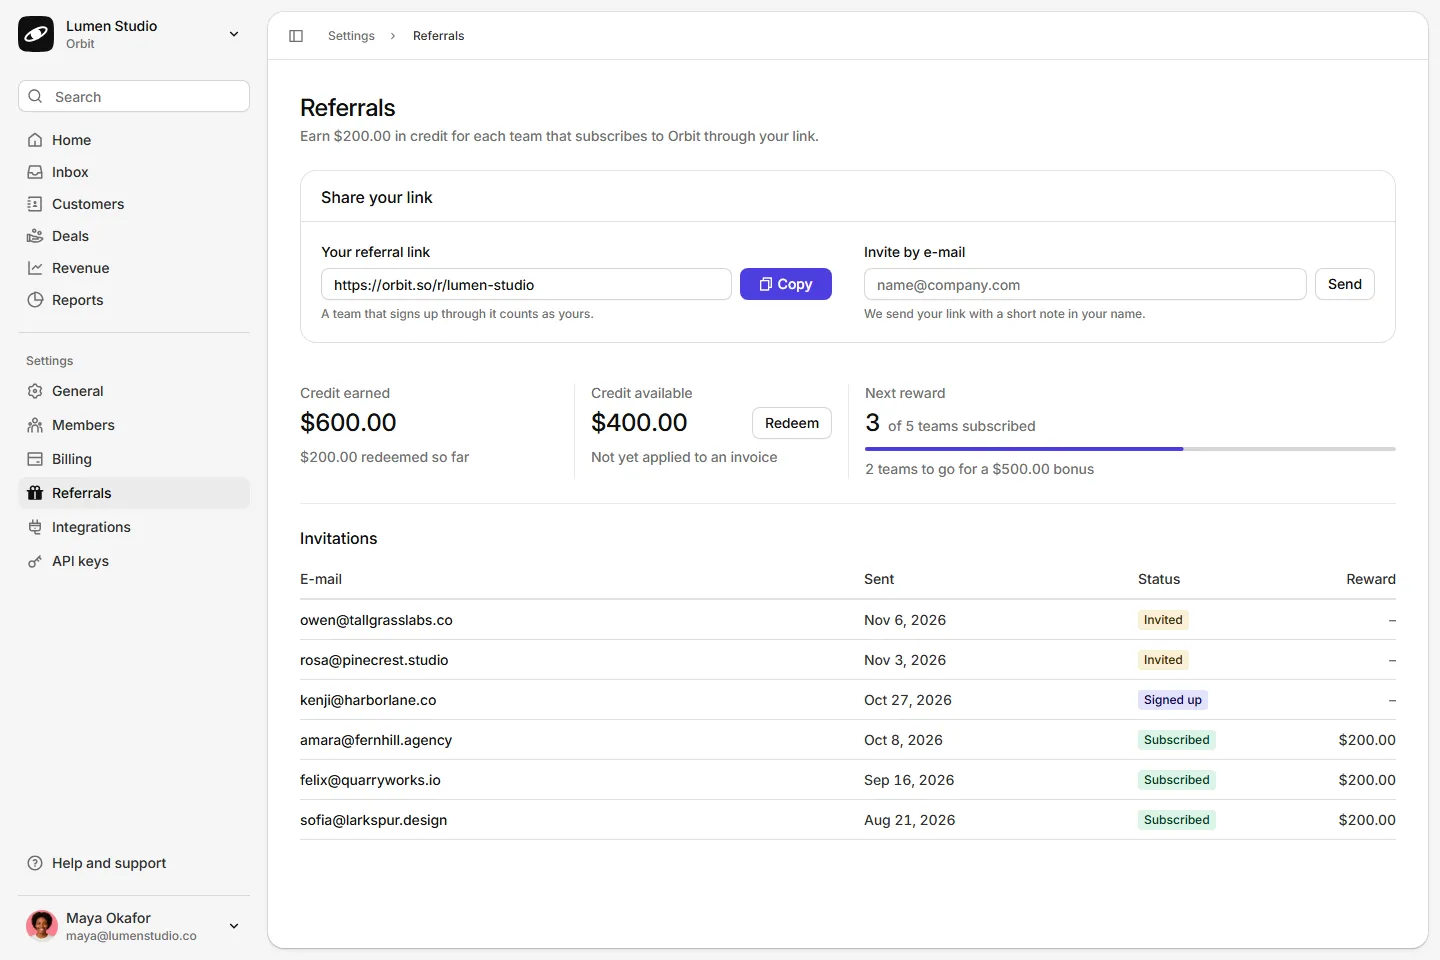 Lumen Studio
Orbit
Search
Home
Inbox
Customers
Deals
Revenue
Reports
Settings
General
Members
Billing
Referrals
Integrations
API keys
Help and support
Maya Okafor
maya@lumenstudio.co
Settings > Referrals
Referrals
Earn $200.00 in credit for each team that subscribes to Orbit through your link.
Share your link
Your referral link
https://orbit.so/r/lumen-studio Copy
A team that signs up through it counts as yours.
Invite by e-mail
name@company.com Send
We send your link with a short note in your name.
Credit earned
$600.00
$200.00 redeemed so far
Credit available
$400.00 Redeem
Not yet applied to an invoice
Next reward
3 of 5 teams subscribed
2 teams to go for a $500.00 bonus
Invitations
E-mail Sent Status Reward
owen@tallgrasslabs.co Nov 6, 2026 Invited –
rosa@pinecrest.studio Nov 3, 2026 Invited –
kenji@harborlane.co Oct 27, 2026 Signed up –
amara@fernhill.agency Oct 8, 2026 Subscribed $200.00
felix@quarryworks.io Sep 16, 2026 Subscribed $200.00
sofia@larkspur.design Aug 21, 2026 Subscribed $200.00